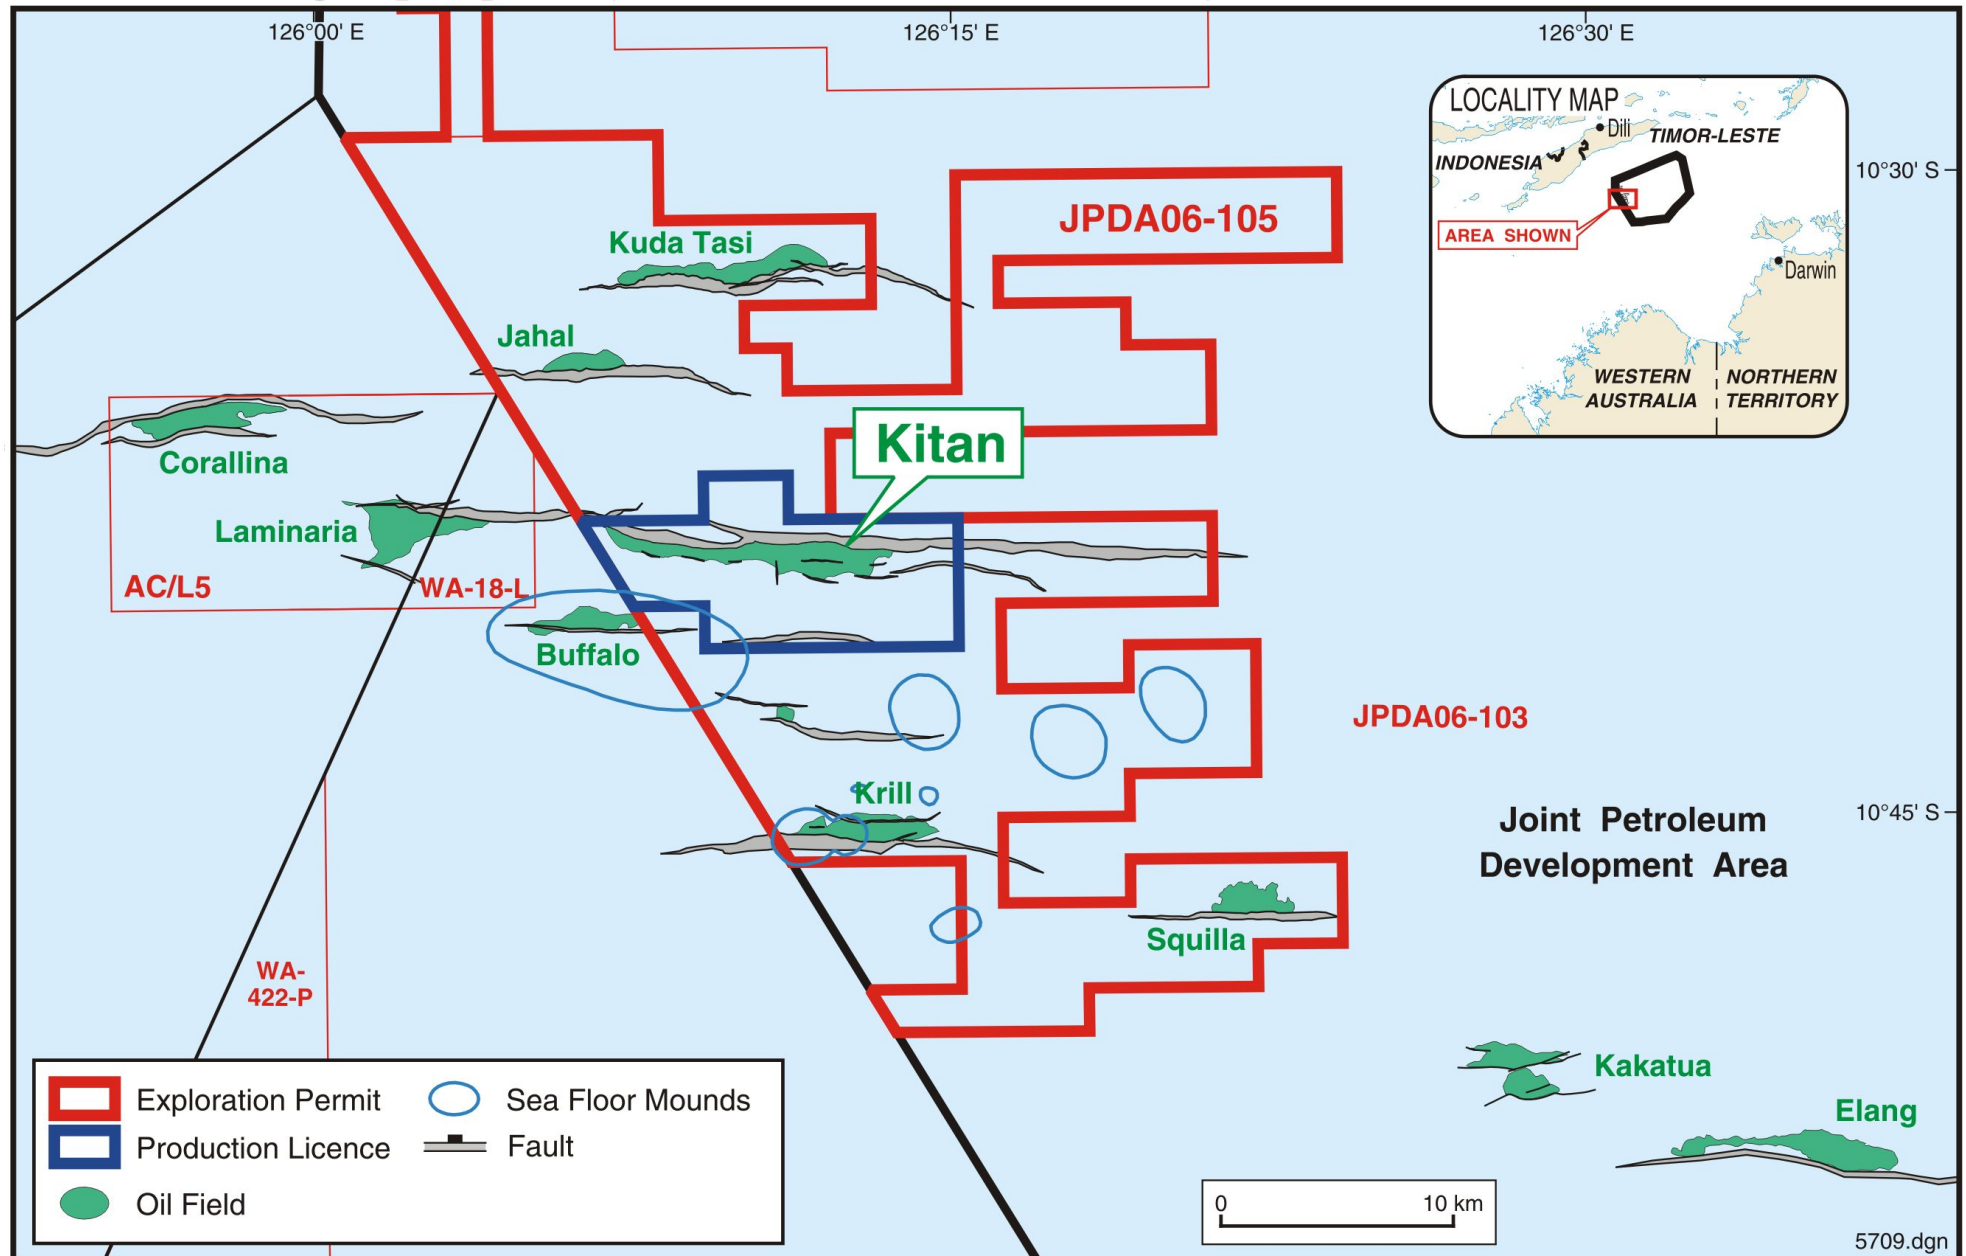 126°00' E
126°15' E
126°30' E
10°30' S
10°45' S
LOCALITY MAP
Dili
TIMOR-LESTE
INDONESIA
AREA SHOWN
Darwin
WESTERN
AUSTRALIA
NORTHERN
TERRITORY
JPDA06-105
Kuda Tasi
Jahal
Corallina
Kitan
Laminaria
AC/L5
WA-18-L
Buffalo
JPDA06-103
Krill
Joint Petroleum
Development Area
Squilla
WA-
422-P
Kakatua
Elang
Exploration Permit
Sea Floor Mounds
Production Licence
Fault
Oil Field
0
10 km
5709.dgn